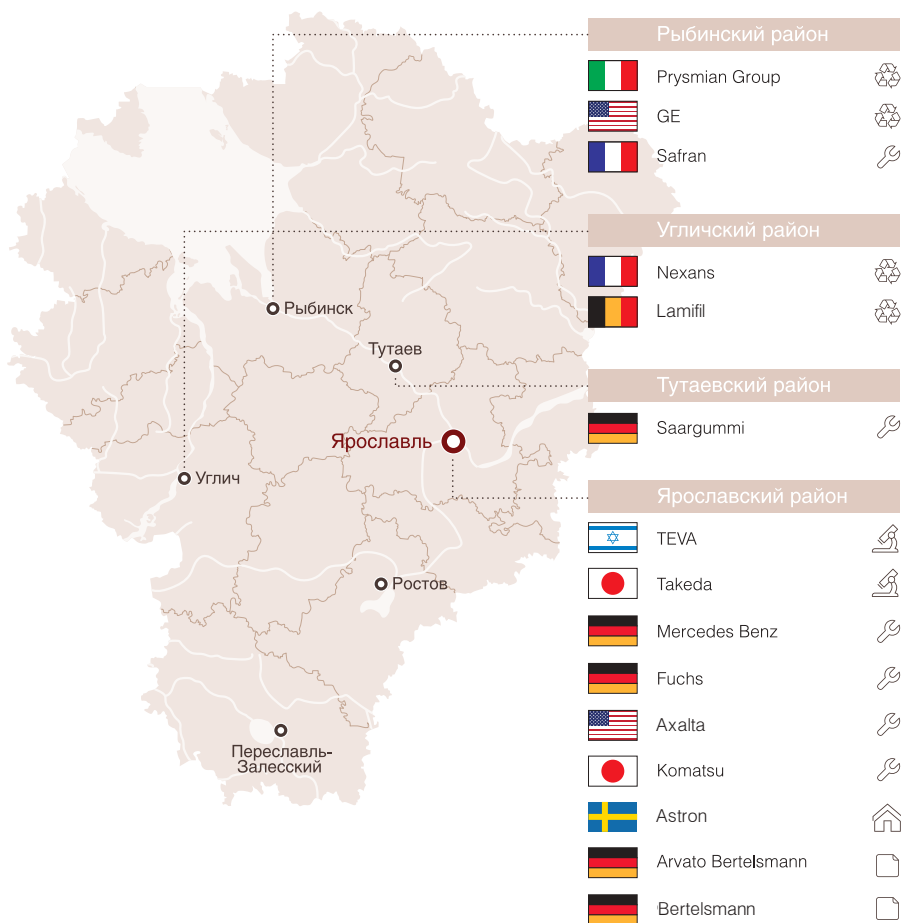 Рыбинский район
Prysmian Group
GE
Safran
Угличский район
Nexans
Lamifil
Тутаевский район
Saargummi
Ярославский район
TEVA
Takeda
Mercedes Benz
Fuchs
Axalta
Komatsu
Astron
Arvato Bertelsmann
Bertelsmann
Рыбинск
Тутаев
Ярославль
Углич
Ростов
Переславль-
Залесский